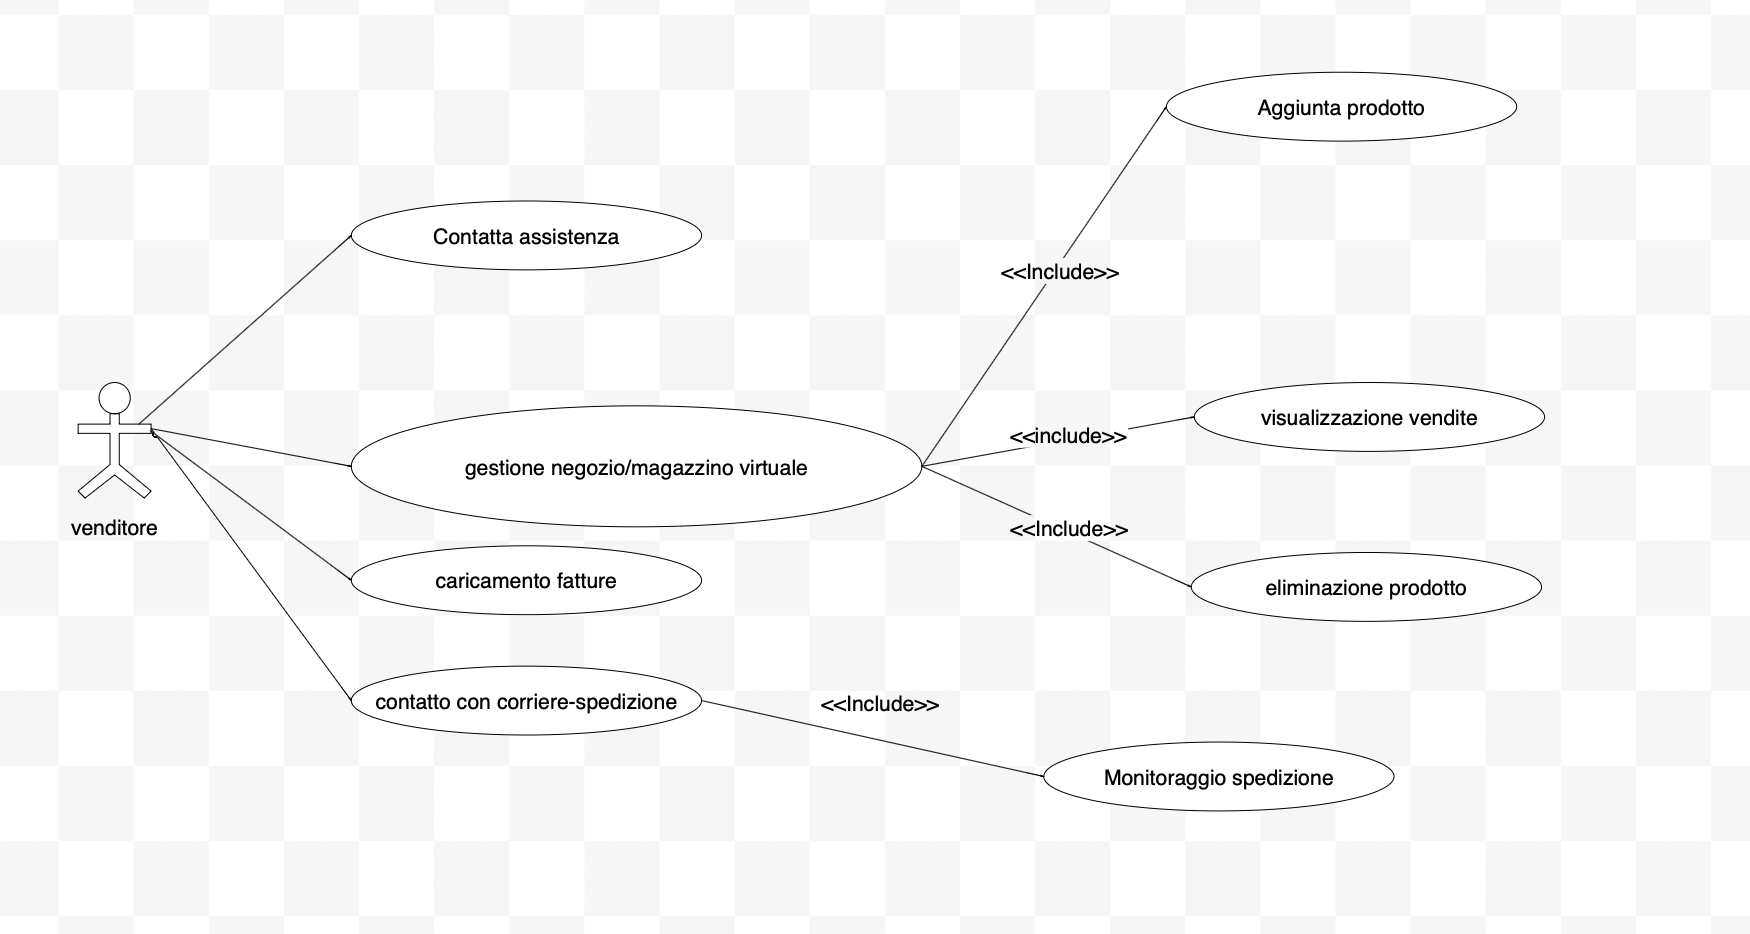 Aggiunta prodotto
Contatta assistenza
<<Include>>
visualizzazione vendite
<<include>>
gestione negozio/magazzino virtuale
venditore
<<Include>>
caricamento fatture
eliminazione prodotto
contatto con corriere-spedizione
<<Include>>
Monitoraggio spedizione